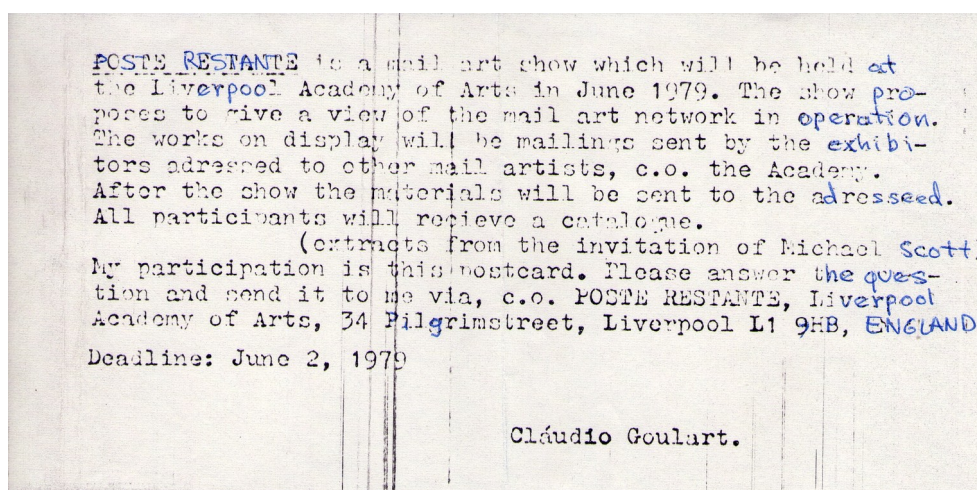 POSTE RESTANTE is a mail art show which will be held at
the Liverpool Academy of Arts in June 1979. The show pro-
poses to give a view of the mail art network in operation.
The works on display will be mailings sent by the exhibi-
tors adressed to other mail artists, c.o. the Academy.
After the show the materials will be sent to the adresseed.
All participants will recieve a catalogue.
(extracts from the invitation of Michael Scott.
My participation is this postcard. Please answer the ques-
tion and send it to me via, c.o. POSTE RESTANTE, Liverpool
Academy of Arts, 34 Pilgrimstreet, Liverpool L1 9HB, ENGLAND
Deadline: June 2, 1979
Cláudio Goulart.